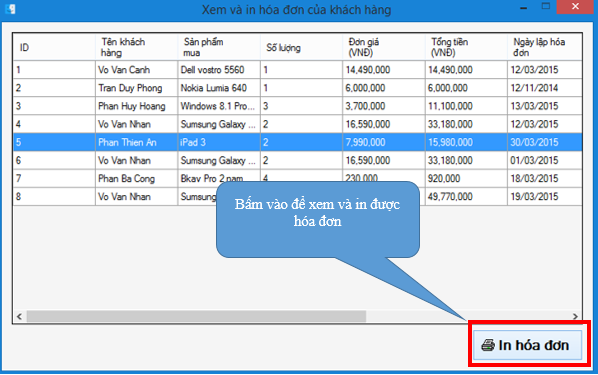 Xem và in hóa đơn của khách hàng
ID Tên khách hàng Sản phẩm mua Số lượng Đơn giá (VNĐ) Tổng tiền (VNĐ) Ngày lập hóa đơn
1 Vo Van Canh Dell vostro 5560 1 14,490,000 14,490,000 12/03/2015
2 Tran Duy Phong Nokia Lumia 640 1 6,000,000 6,000,000 12/11/2014
3 Phan Huy Hoang Windows 8.1 Pro... 3 3,700,000 11,100,000 13/03/2015
4 Vo Van Nhan Sumsung Galaxy ... 2 16,590,000 33,180,000 12/03/2015
5 Phan Thien An iPad 3 2 7,990,000 15,980,000 30/03/2015
6 Vo Van Nhan Sumsung Galaxy ... 2 16,590,000 33,180,000 01/03/2015
7 Phan Ba Cong Bkav Pro 2 nam 4 230,000 920,000 18/03/2015
8 Vo Van Nhan Sumsung 49,770,000 19/03/2015
Bấm vào để xem và in được
hóa đơn
In hóa đơn